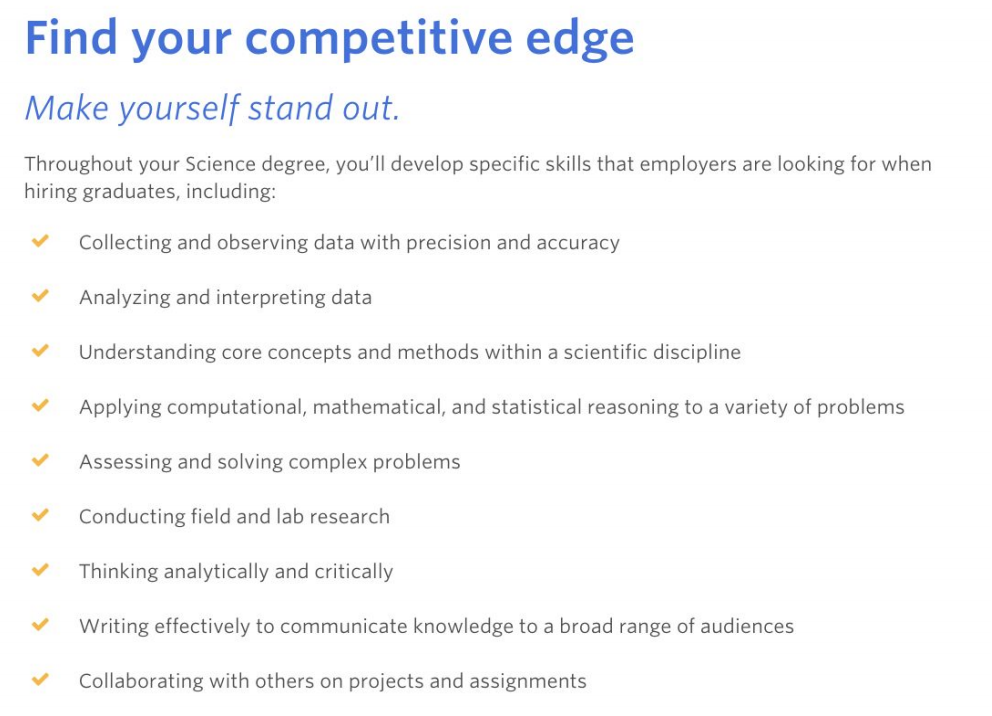 Find your competitive edge
Make yourself stand out.
Throughout your Science degree, you’ll develop specific skills that employers are looking for when
hiring graduates, including:
Collecting and observing data with precision and accuracy
Analyzing and interpreting data
Understanding core concepts and methods within a scientific discipline
Applying computational, mathematical, and statistical reasoning to a variety of problems
Assessing and solving complex problems
Conducting field and lab research
Thinking analytically and critically
Writing effectively to communicate knowledge to a broad range of audiences
Collaborating with others on projects and assignments